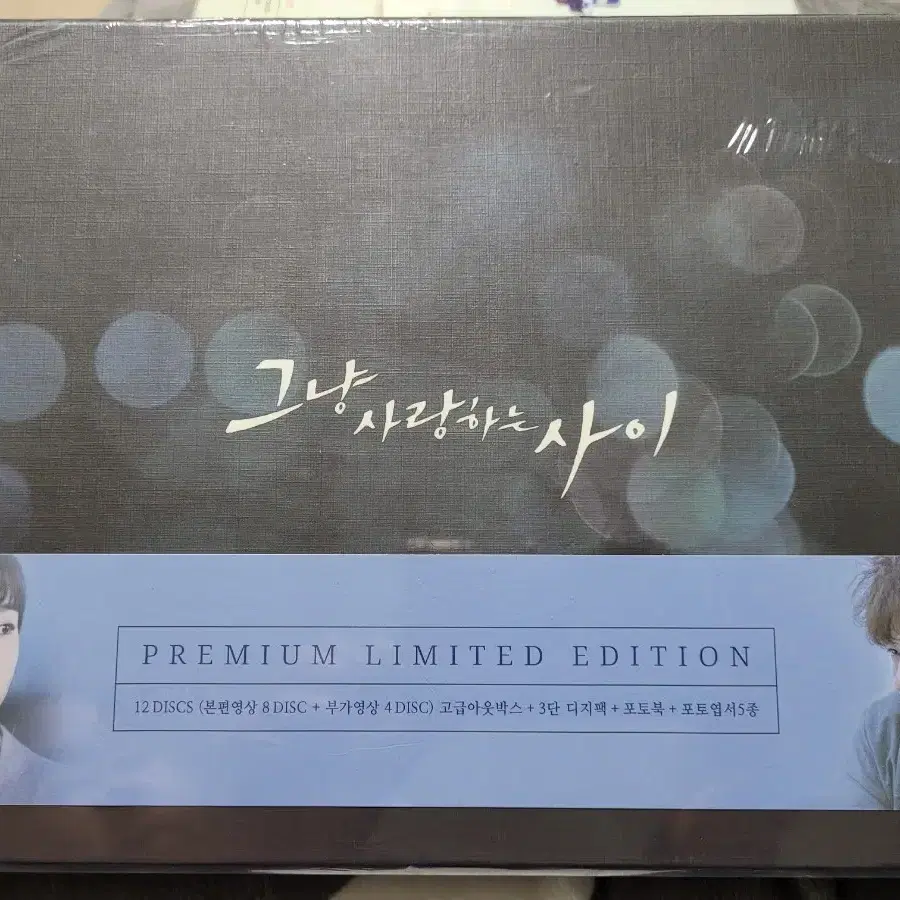 그냥 사랑하는 사이
PREMIUM LIMITED EDITION
12 DISCS (본편영상 8 DISC + 부가영상 4 DISC) 고급아웃박스 + 3단 디지팩 + 포토북 + 포토엽서5종